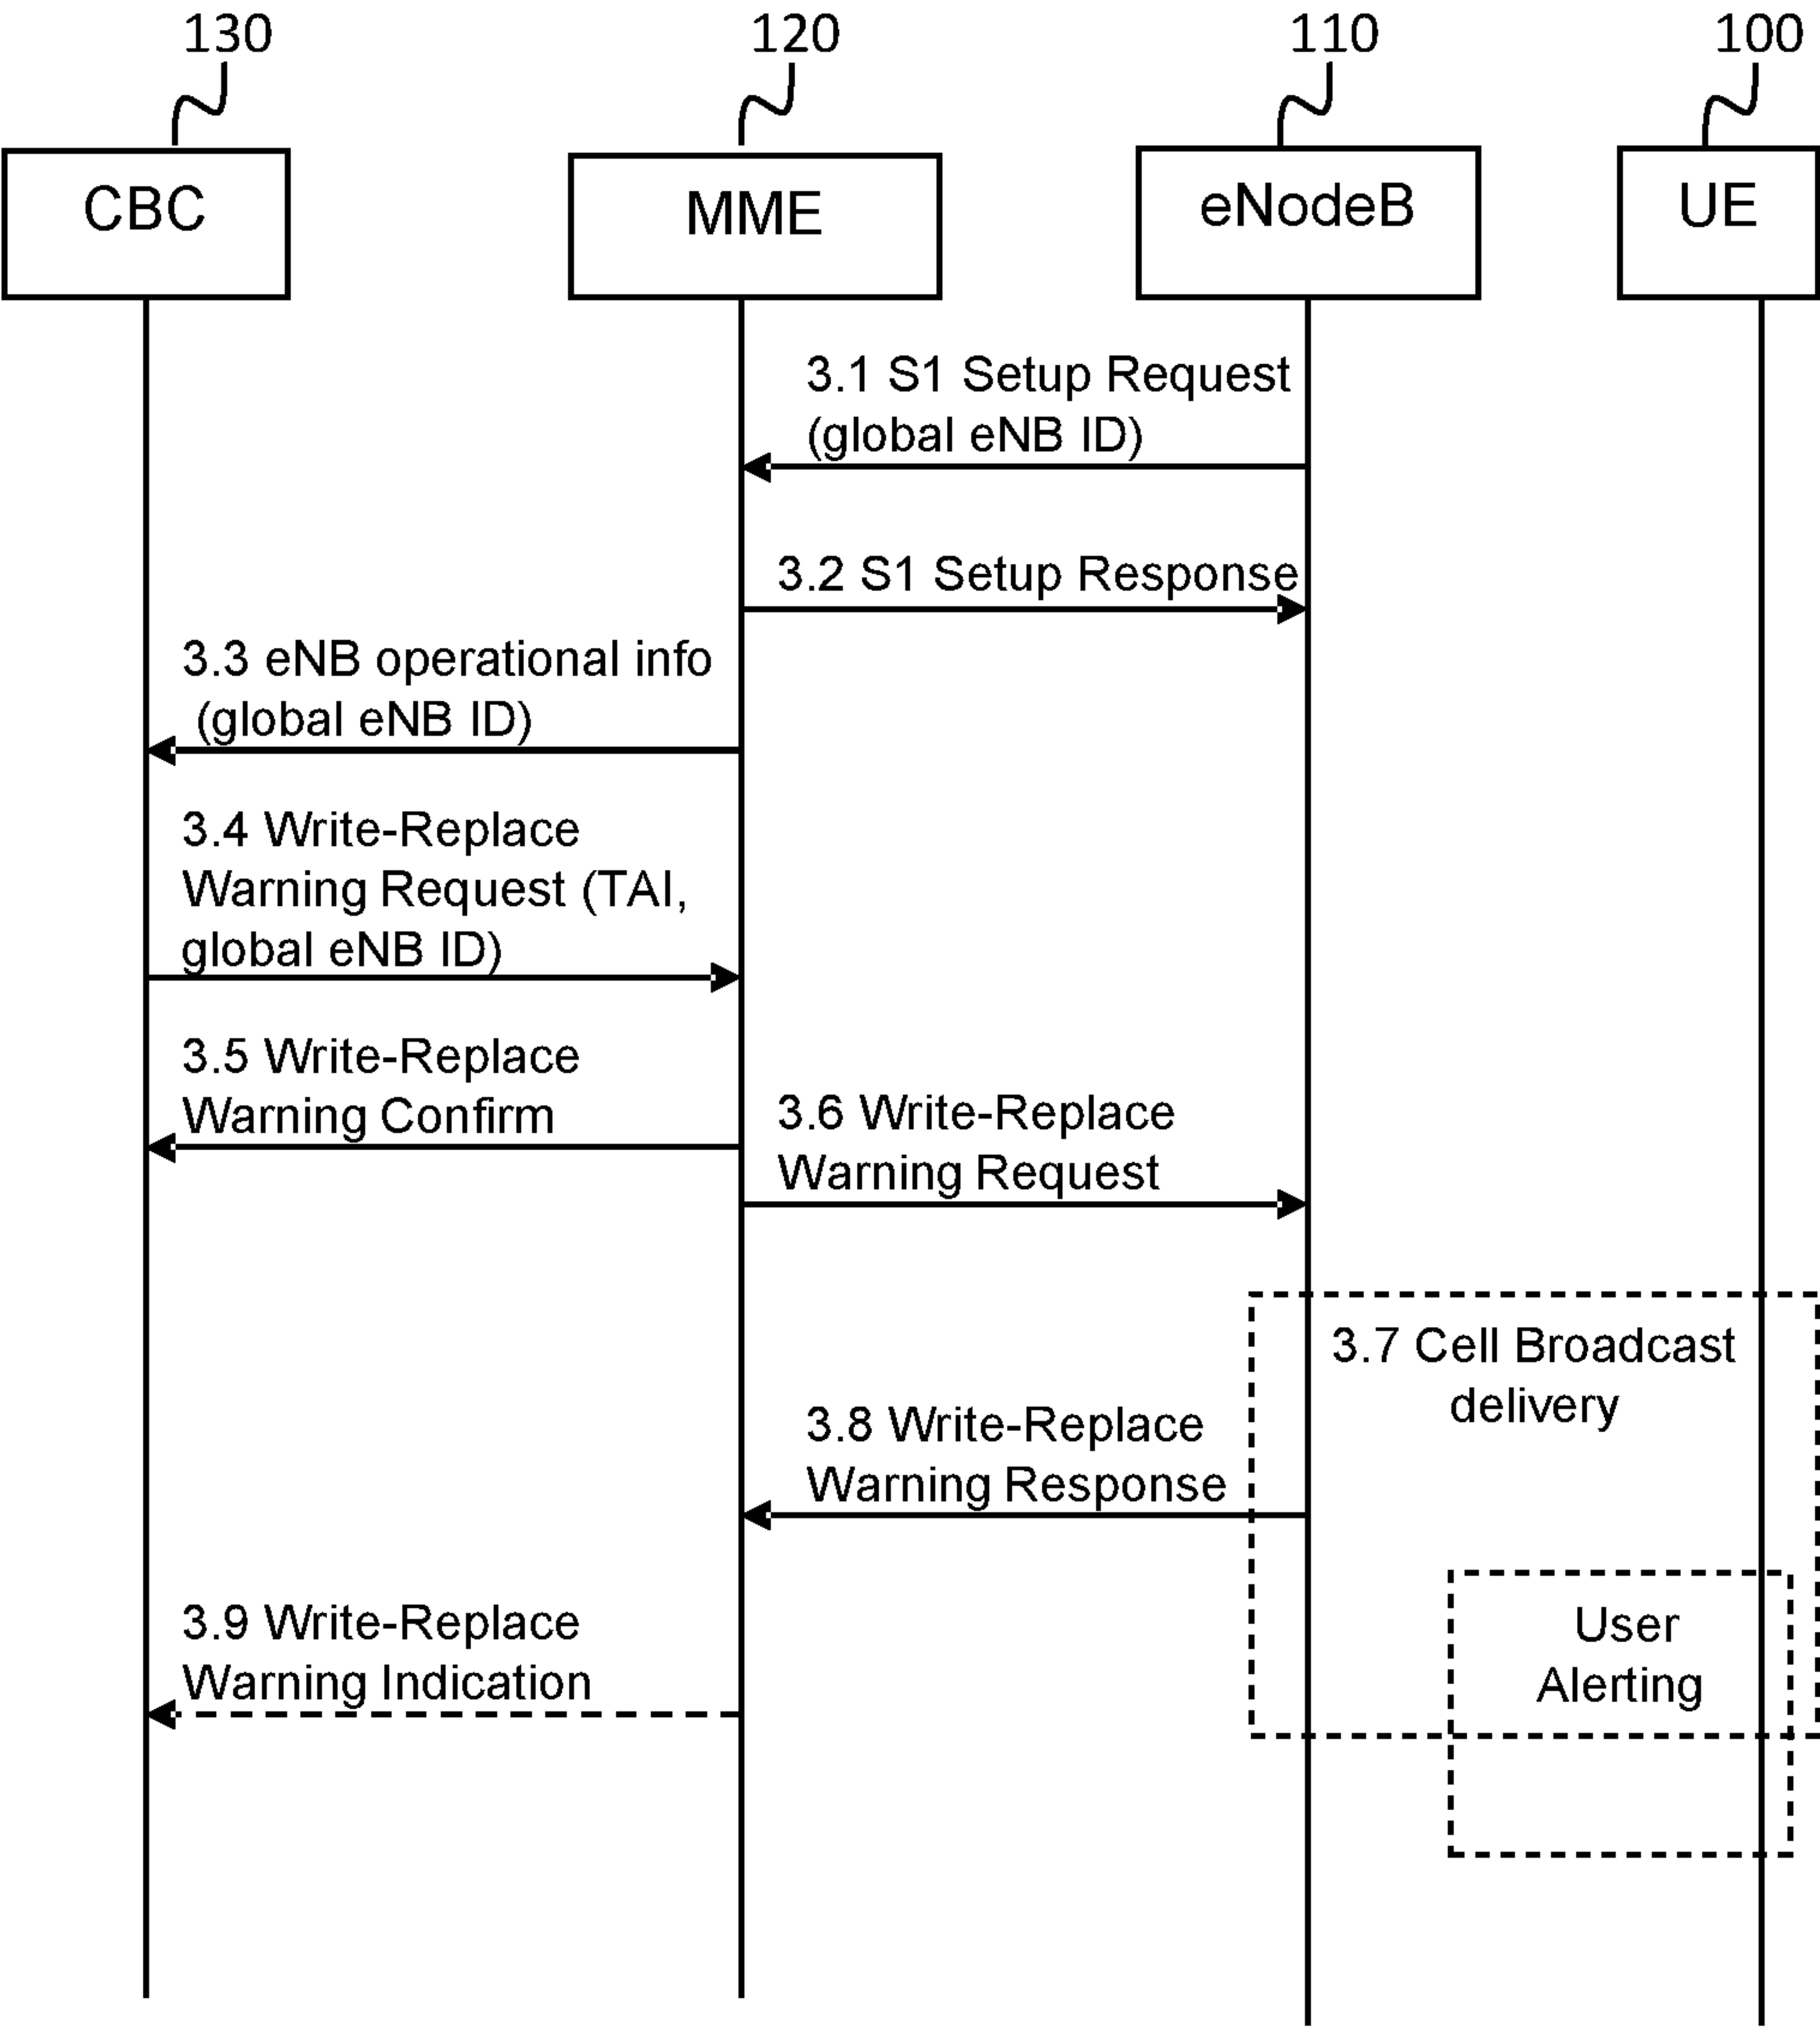 130
120
110
100
CBC
MME
eNodeB
UE
3.1 S1 Setup Request
(global eNB ID)
3.2 S1 Setup Response
3.3 eNB operational info
(global eNB ID)
3.4 Write-Replace
Warning Request (TAI,
global eNB ID)
3.5 Write-Replace
Warning Confirm
3.6 Write-Replace
Warning Request
3.7 Cell Broadcast
delivery
3.8 Write-Replace
Warning Response
3.9 Write-Replace
Warning Indication
User
Alerting